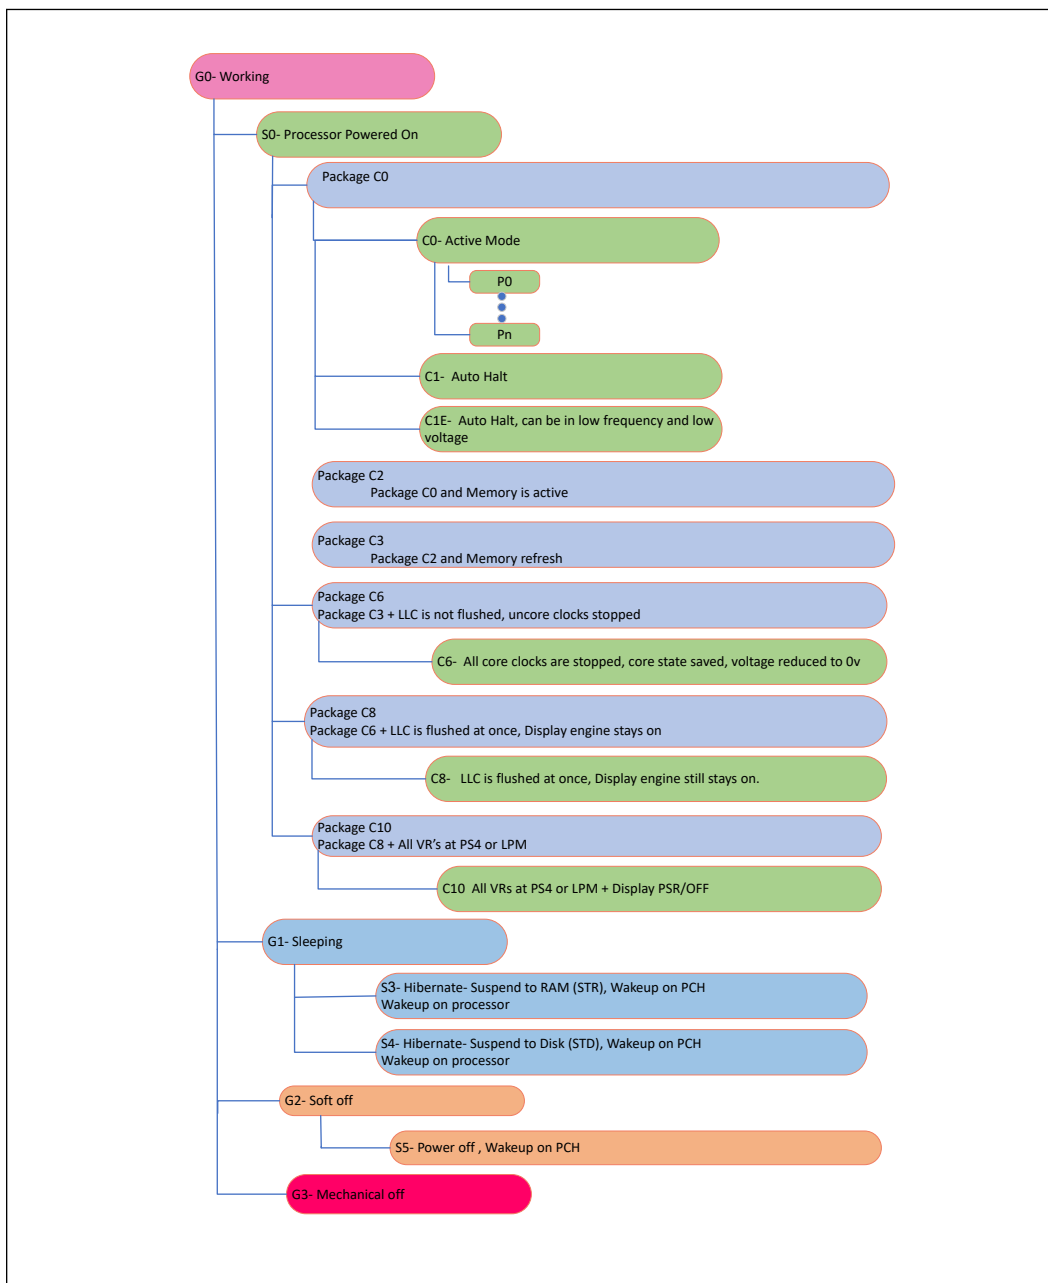 G0- Working
S0- Processor Powered On
Package C0
C0- Active Mode
P0
Pn
C1-  Auto Halt
C1E-  Auto Halt, can be in low frequency and low
voltage
Package C2
Package C0 and Memory is active
Package C3
Package C2 and Memory refresh
Package C6
Package C3 + LLC is not flushed, uncore clocks stopped
C6-  All core clocks are stopped, core state saved, voltage reduced to 0v
Package C8
Package C6 + LLC is flushed at once, Display engine stays on
C8-   LLC is flushed at once, Display engine still stays on.
Package C10
Package C8 + All VR's at PS4 or LPM
C10  All VRs at PS4 or LPM + Display PSR/OFF
G1- Sleeping
S3- Hibernate- Suspend to RAM (STR), Wakeup on PCH
Wakeup on processor
S4- Hibernate- Suspend to Disk (STD), Wakeup on PCH
Wakeup on processor
G2- Soft off
S5- Power off , Wakeup on PCH
G3- Mechanical off